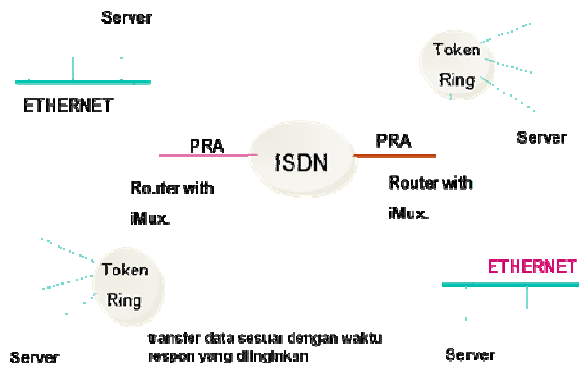 Server
ETHERNET
Token
Ring
Server
PRA
ISDN
PRA
Router with
iMux.
Router with
iMux.
Token
Ring
Server
ETHERNET
Server
transfer data sesuai dengan waktu
respon yang diinginkan